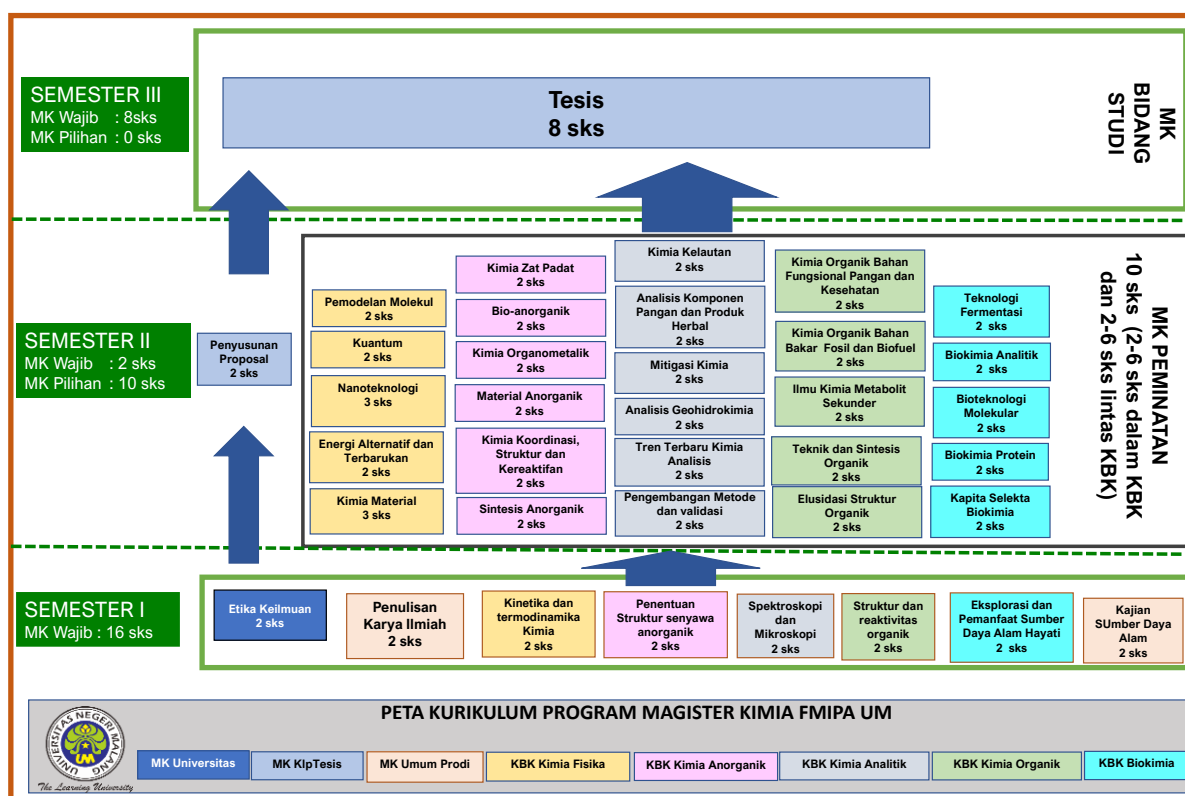 SEMESTER III
MK Wajib : 8sks
MK Pilihan : 0 sks
Tesis
8 sks
MK
BIDANG
STUDI
SEMESTER II
MK Wajib : 2 sks
MK Pilihan : 10 sks
Penyusunan
Proposal
2 sks
Pemodelan Molekul
2 sks
Kuantum
2 sks
Nanoteknologi
3 sks
Energi Alternatif dan
Terbarukan
2 sks
Kimia Material
3 sks
Kimia Zat Padat
2 sks
Bio-anorganik
2 sks
Kimia Organometalik
2 sks
Material Anorganik
2 sks
Kimia Koordinasi,
Struktur dan
Kereaktifan
2 sks
Sintesis Anorganik
2 sks
Kimia Kelautan
2 sks
Analisis Komponen
Pangan dan Produk
Herbal
2 sks
Mitigasi Kimia
2 sks
Analisis Geohidrokimia
2 sks
Tren Terbaru Kimia
Analisis
2 sks
Pengembangan Metode
dan validasi
2 sks
Kimia Organik Bahan
Fungsional Pangan dan
Kesehatan
2 sks
Kimia Organik Bahan
Bakar Fosil dan Biofuel
2 sks
Ilmu Kimia Metabolit
Sekunder
2 sks
Teknik dan Sintesis
Organik
2 sks
Elusidasi Struktur
Organik
2 sks
Teknologi
Fermentasi
2 sks
Biokimia Analitik
2 sks
Bioteknologi
Molekular
2 sks
Biokimia Protein
2 sks
Kapita Selekta
Biokimia
2 sks
MK PEMINATAN
10 sks (2-6 sks dalam KBK
dan 2-6 sks lintas KBK)
SEMESTER I
MK Wajib : 16 sks
Etika Keilmuan
2 sks
Penulisan
Karya Ilmiah
2 sks
Kinetika dan
termodinamika
Kimia
2 sks
Penentuan
Struktur senyawa
anorganik
2 sks
Spektroskopi
dan
Mikroskopi
2 sks
Struktur dan
reaktivitas
organik
2 sks
Eksplorasi dan
Pemanfaat Sumber
Daya Alam Hayati
2 sks
Kajian
SUmber Daya
Alam
2 sks
PETA KURIKULUM PROGRAM MAGISTER KIMIA FMIPA UM
UNIVERSITAS NEGERI MALANG
UM
The Learning University
MK Universitas
MK KlpTesis
MK Umum Prodi
KBK Kimia Fisika
KBK Kimia Anorganik
KBK Kimia Analitik
KBK Kimia Organik
KBK Biokimia